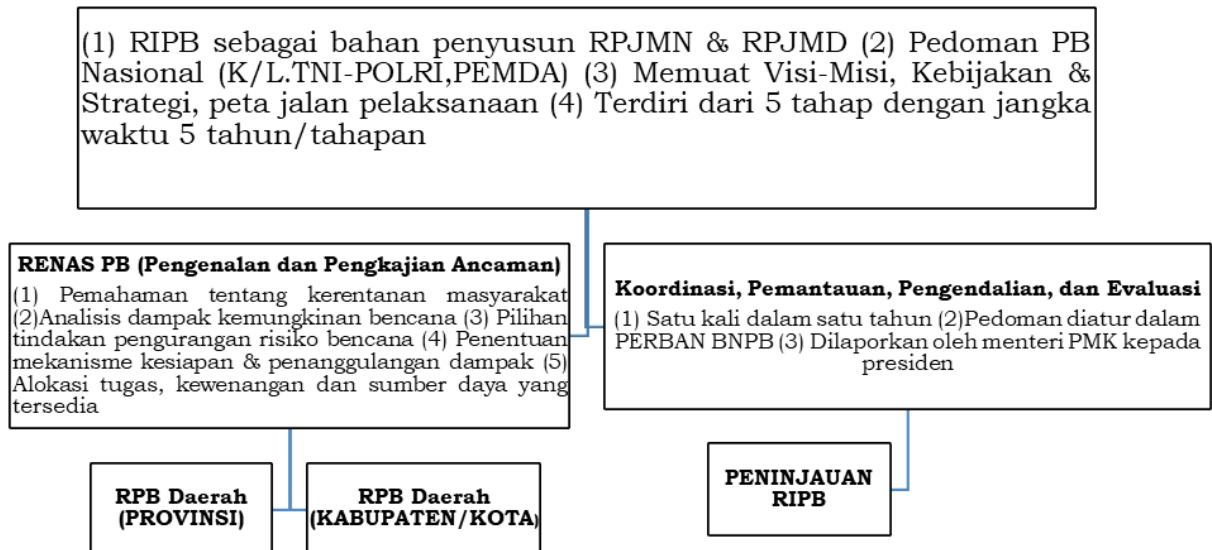 (1) RIPB sebagai bahan penyusun RPJMN & RPJMD (2) Pedoman PB
Nasional (K/L.TNI-POLRI,PEMDA) (3) Memuat Visi-Misi, Kebijakan &
Strategi, peta jalan pelaksanaan (4) Terdiri dari 5 tahap dengan jangka
waktu 5 tahun/tahapan
RENAS PB (Pengenalan dan Pengkajian Ancaman)
(1) Pemahaman tentang kerentanan masyarakat
(2)Analisis dampak kemungkinan bencana (3) Pilihan
tindakan pengurangan risiko bencana (4) Penentuan
mekanisme kesiapan & penanggulangan dampak (5)
Alokasi tugas, kewenangan dan sumber daya yang
tersedia
Koordinasi, Pemantauan, Pengendalian, dan Evaluasi
(1) Satu kali dalam satu tahun (2)Pedoman diatur dalam
PERBAN BNPB (3) Dilaporkan oleh menteri PMK kepada
presiden
RPB Daerah
(PROVINSI)
RPB Daerah
(KABUPATEN/KOTA)
PENINJAUAN
RIPB